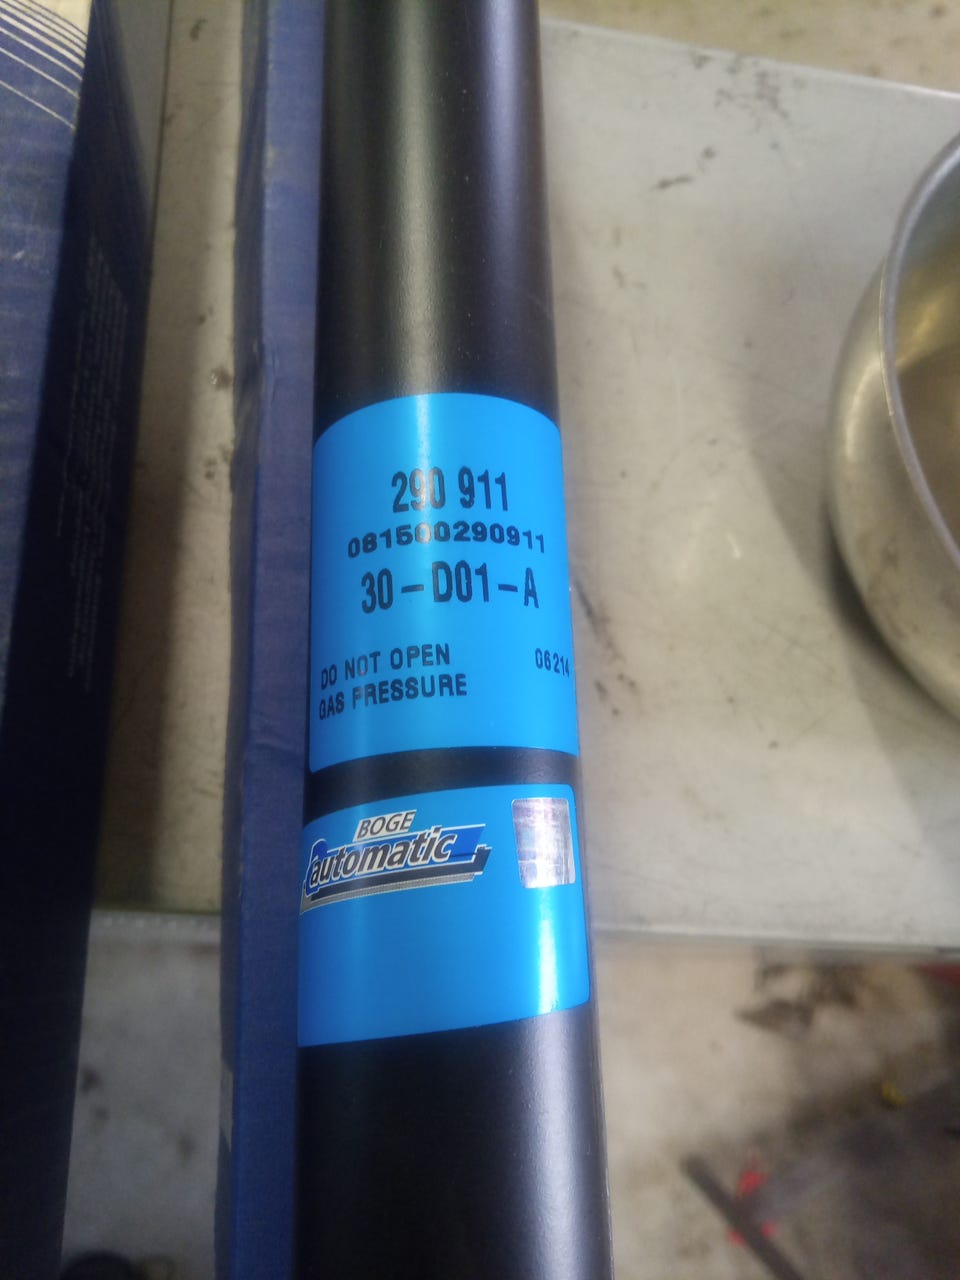 290 911
081500290911
30-D01-A
DO NOT OPEN
GAS PRESSURE
06214
BOGE
automatic